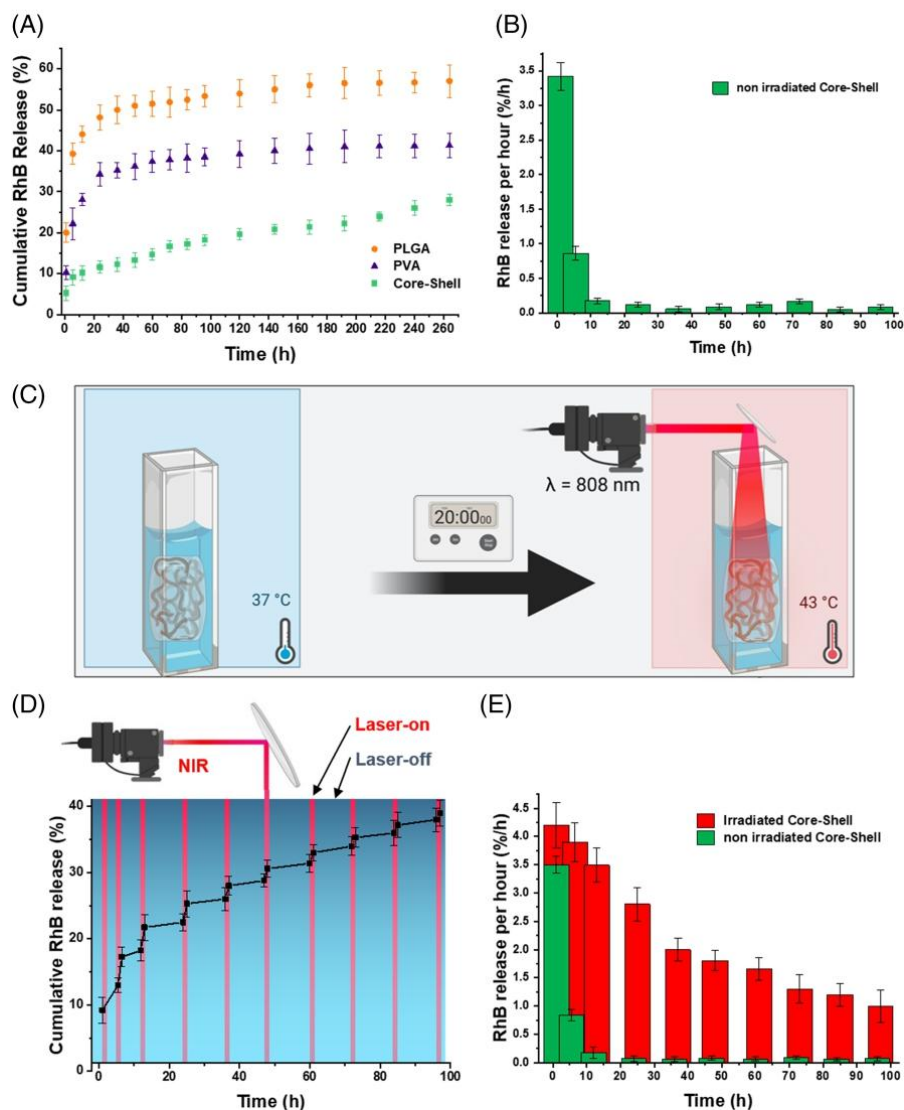 (A)
Cumulative RhB Release (%)
60
50
40
30
20
10
0
PLGA
PVA
Core-Shell
0 20 40 60 80 100 120 140 160 180 200 220 240 260
Time (h)
(B)
RhB release per hour (%/h)
3.5
3.0
2.5
2.0
1.5
1.0
0.5
0.0
non irradiated Core-Shell
0 10 20 30 40 50 60 70 80 90 100
Time (h)
(C)
37 °C
20:00 00
λ = 808 nm
43 °C
(D)
NIR
Laser-on
Laser-off
Cumulative RhB release (%)
40
30
20
10
0
0 20 40 60 80 100
Time (h)
(E)
RhB release per hour (%/h)
4.5
4.0
3.5
3.0
2.5
2.0
1.5
1.0
0.5
0.0
Irradiated Core-Shell
non irradiated Core-Shell
0 10 20 30 40 50 60 70 80 90 100
Time (h)